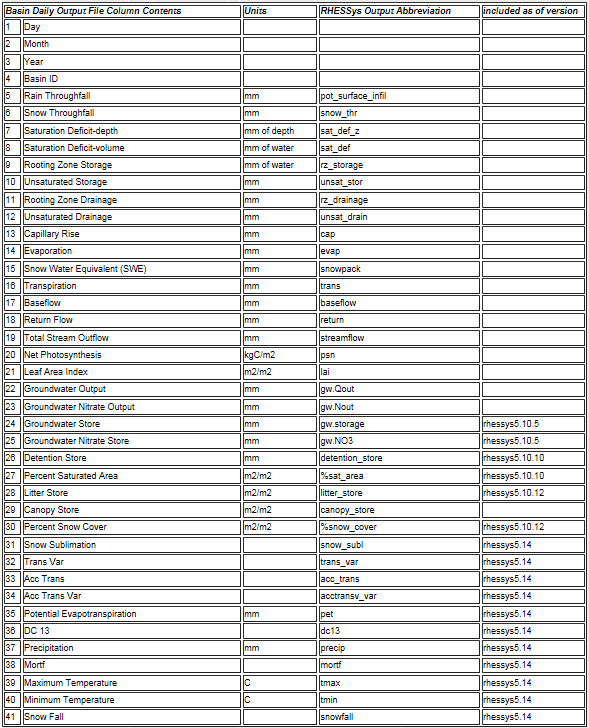 Basin Daily Output File Column Contents Units RHESSys Output Abbreviation included as of version
1 Day
2 Month
3 Year
4 Basin ID
5 Rain Throughfall mm pot_surface_infil
6 Snow Throughfall mm snow_thr
7 Saturation Deficit-depth mm of depth sat_def_z
8 Saturation Deficit-volume mm of water sat_def
9 Rooting Zone Storage mm of water rz_storage
10 Unsaturated Storage mm unsat_stor
11 Rooting Zone Drainage mm rz_drainage
12 Unsaturated Drainage mm unsat_drain
13 Capillary Rise mm cap
14 Evaporation mm evap
15 Snow Water Equivalent (SWE) mm snowpack
16 Transpiration mm trans
17 Baseflow mm baseflow
18 Return Flow mm return
19 Total Stream Outflow mm streamflow
20 Net Photosynthesis kgC/m2 psn
21 Leaf Area Index m2/m2 lai
22 Groundwater Output mm gw.Qout
23 Groundwater Nitrate Output mm gw.Nout
24 Groundwater Store mm gw.storage rhessys5.10.5
25 Groundwater Nitrate Store mm gw.NO3 rhessys5.10.5
26 Detention Store mm detention_store rhessys5.10.10
27 Percent Saturated Area m2/m2 %sat_area rhessys5.10.10
28 Litter Store m2/m2 litter_store rhessys5.10.12
29 Canopy Store m2/m2 canopy_store
30 Percent Snow Cover m2/m2 %snow_cover rhessys5.10.12
31 Snow Sublimation snow_subl rhessys5.14
32 Trans Var trans_var rhessys5.14
33 Acc Trans acc_trans rhessys5.14
34 Acc Trans Var acctransv_var rhessys5.14
35 Potential Evapotranspiration mm pet rhessys5.14
36 DC 13 dc13 rhessys5.14
37 Precipitation mm precip rhessys5.14
38 Mortf mortf rhessys5.14
39 Maximum Temperature C tmax rhessys5.14
40 Minimum Temperature C tmin rhessys5.14
41 Snow Fall snowfall rhessys5.14